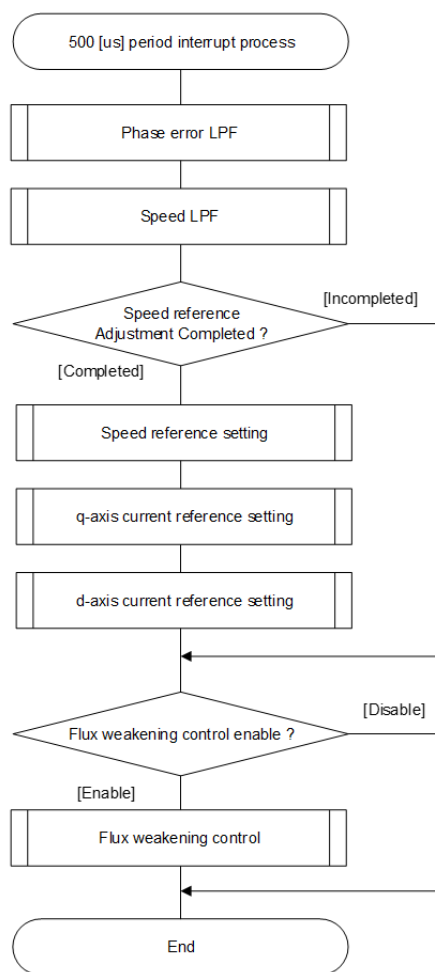 500 [us] period interrupt process
Phase error LPF
Speed LPF
Speed reference
Adjustment Completed ?
[Incompleted]
[Completed]
Speed reference setting
q-axis current reference setting
d-axis current reference setting
Flux weakening control enable ?
[Disable]
[Enable]
Flux weakening control
End